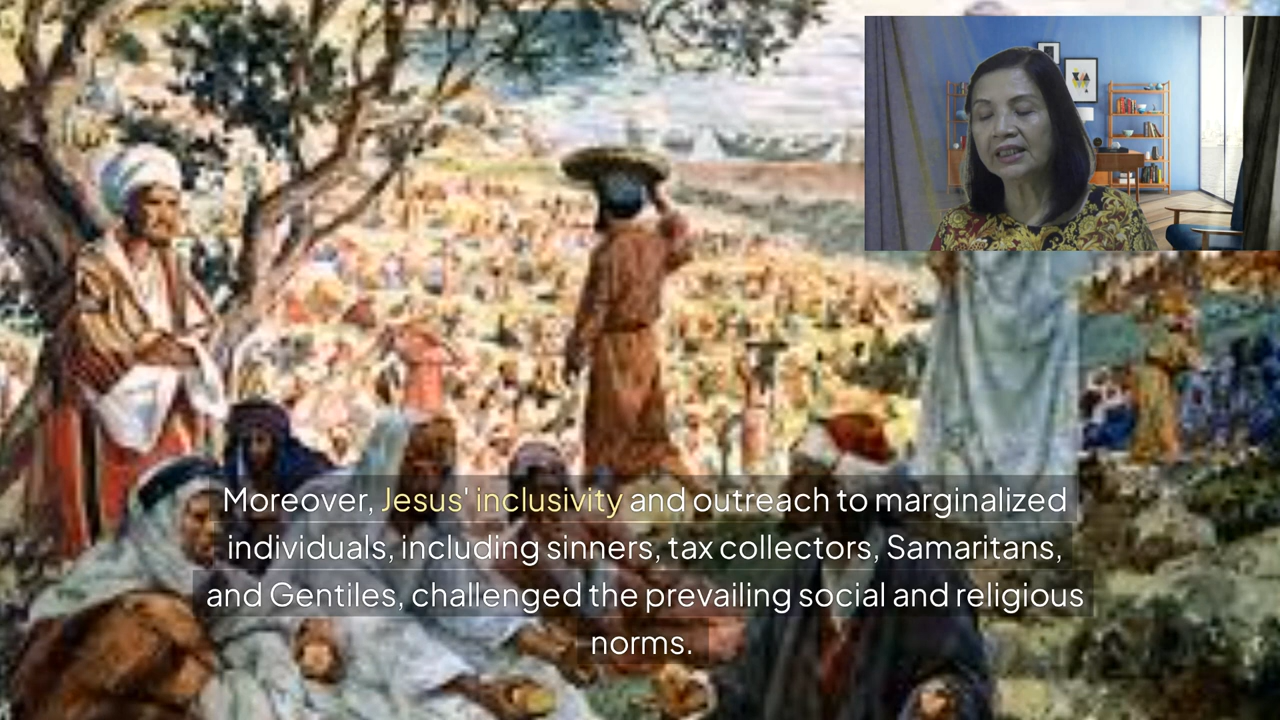 Moreover, Jesus' inclusivity and outreach to marginalized
individuals, including sinners, tax collectors, Samaritans,
and Gentiles, challenged the prevailing social and religious
norms.